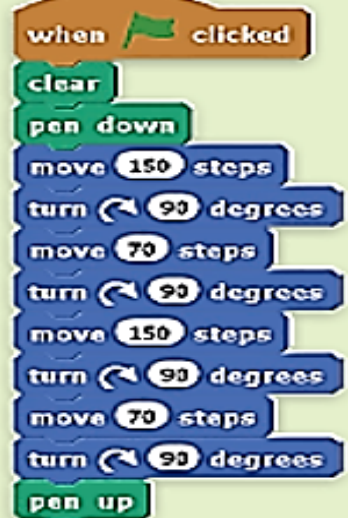 when clicked
clear
pen down
move 150 steps
turn 90 degrees
move 70 steps
turn 90 degrees
move 150 steps
turn 90 degrees
move 70 steps
turn 90 degrees
pen up